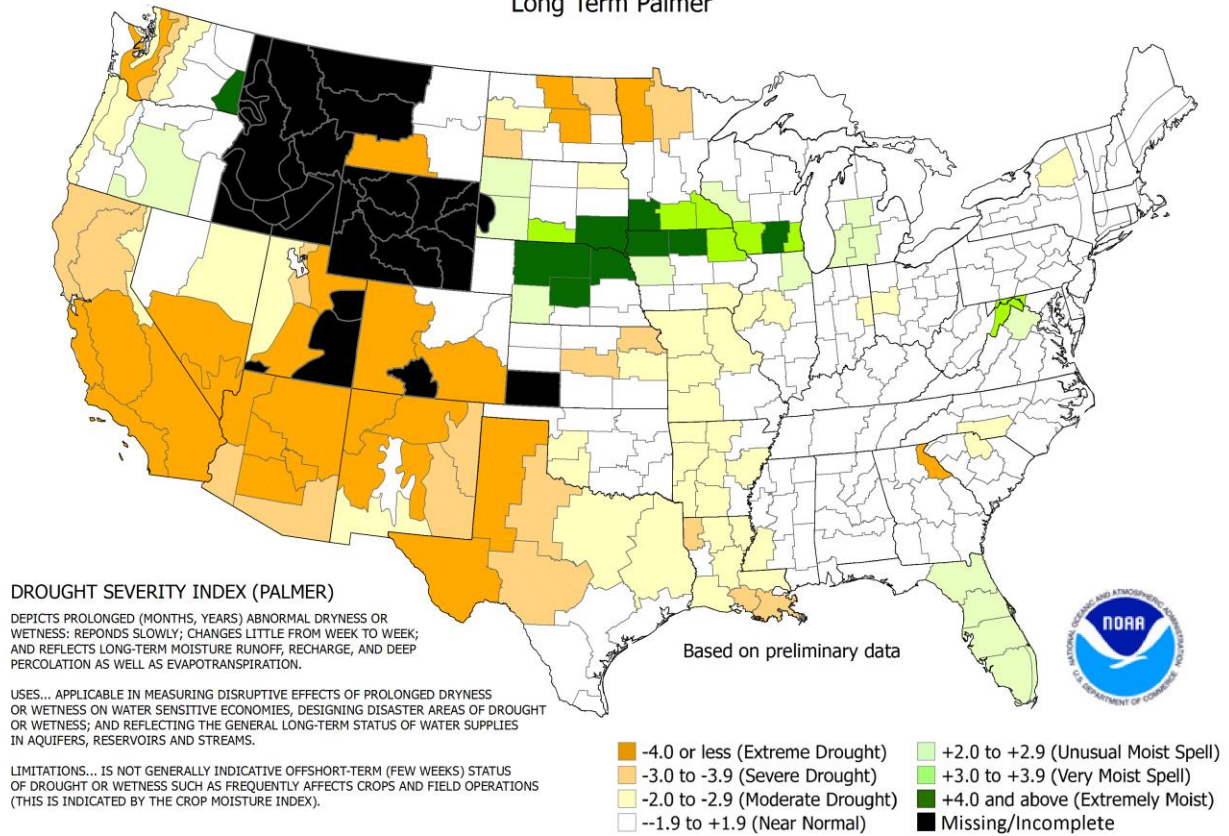 Long Term Palmer
DROUGHT SEVERITY INDEX (PALMER)
DEPICTS PROLONGED (MONTHS, YEARS) ABNORMAL DRYNESS OR
WETNESS: REPONDS SLOWLY; CHANGES LITTLE FROM WEEK TO WEEK;
AND REFLECTS LONG-TERM MOISTURE RUNOFF, RECHARGE, AND DEEP
PERCOLATION AS WELL AS EVAPOTRANSPIRATION.
USES... APPLICABLE IN MEASURING DISRUPTIVE EFFECTS OF PROLONGED DRYNESS
OR WETNESS ON WATER SENSITIVE ECONOMIES, DESIGNING DISASTER AREAS OF DROUGHT
OR WETNESS; AND REFLECTING THE GENERAL LONG-TERM STATUS OF WATER SUPPLIES
IN AQUIFERS, RESERVOIRS AND STREAMS.
LIMITATIONS... IS NOT GENERALLY INDICATIVE OFFSHORT-TERM (FEW WEEKS) STATUS
OF DROUGHT OR WETNESS SUCH AS FREQUENTLY AFFECTS CROPS AND FIELD OPERATIONS
(THIS IS INDICATED BY THE CROP MOISTURE INDEX).
Based on preliminary data
NATIONAL OCEANIC AND ATMOSPHERIC ADMINISTRATION
NOAA
U.S. DEPARTMENT OF COMMERCE
-4.0 or less (Extreme Drought)
-3.0 to -3.9 (Severe Drought)
-2.0 to -2.9 (Moderate Drought)
--1.9 to +1.9 (Near Normal)
+2.0 to +2.9 (Unusual Moist Spell)
+3.0 to +3.9 (Very Moist Spell)
+4.0 and above (Extremely Moist)
Missing/Incomplete